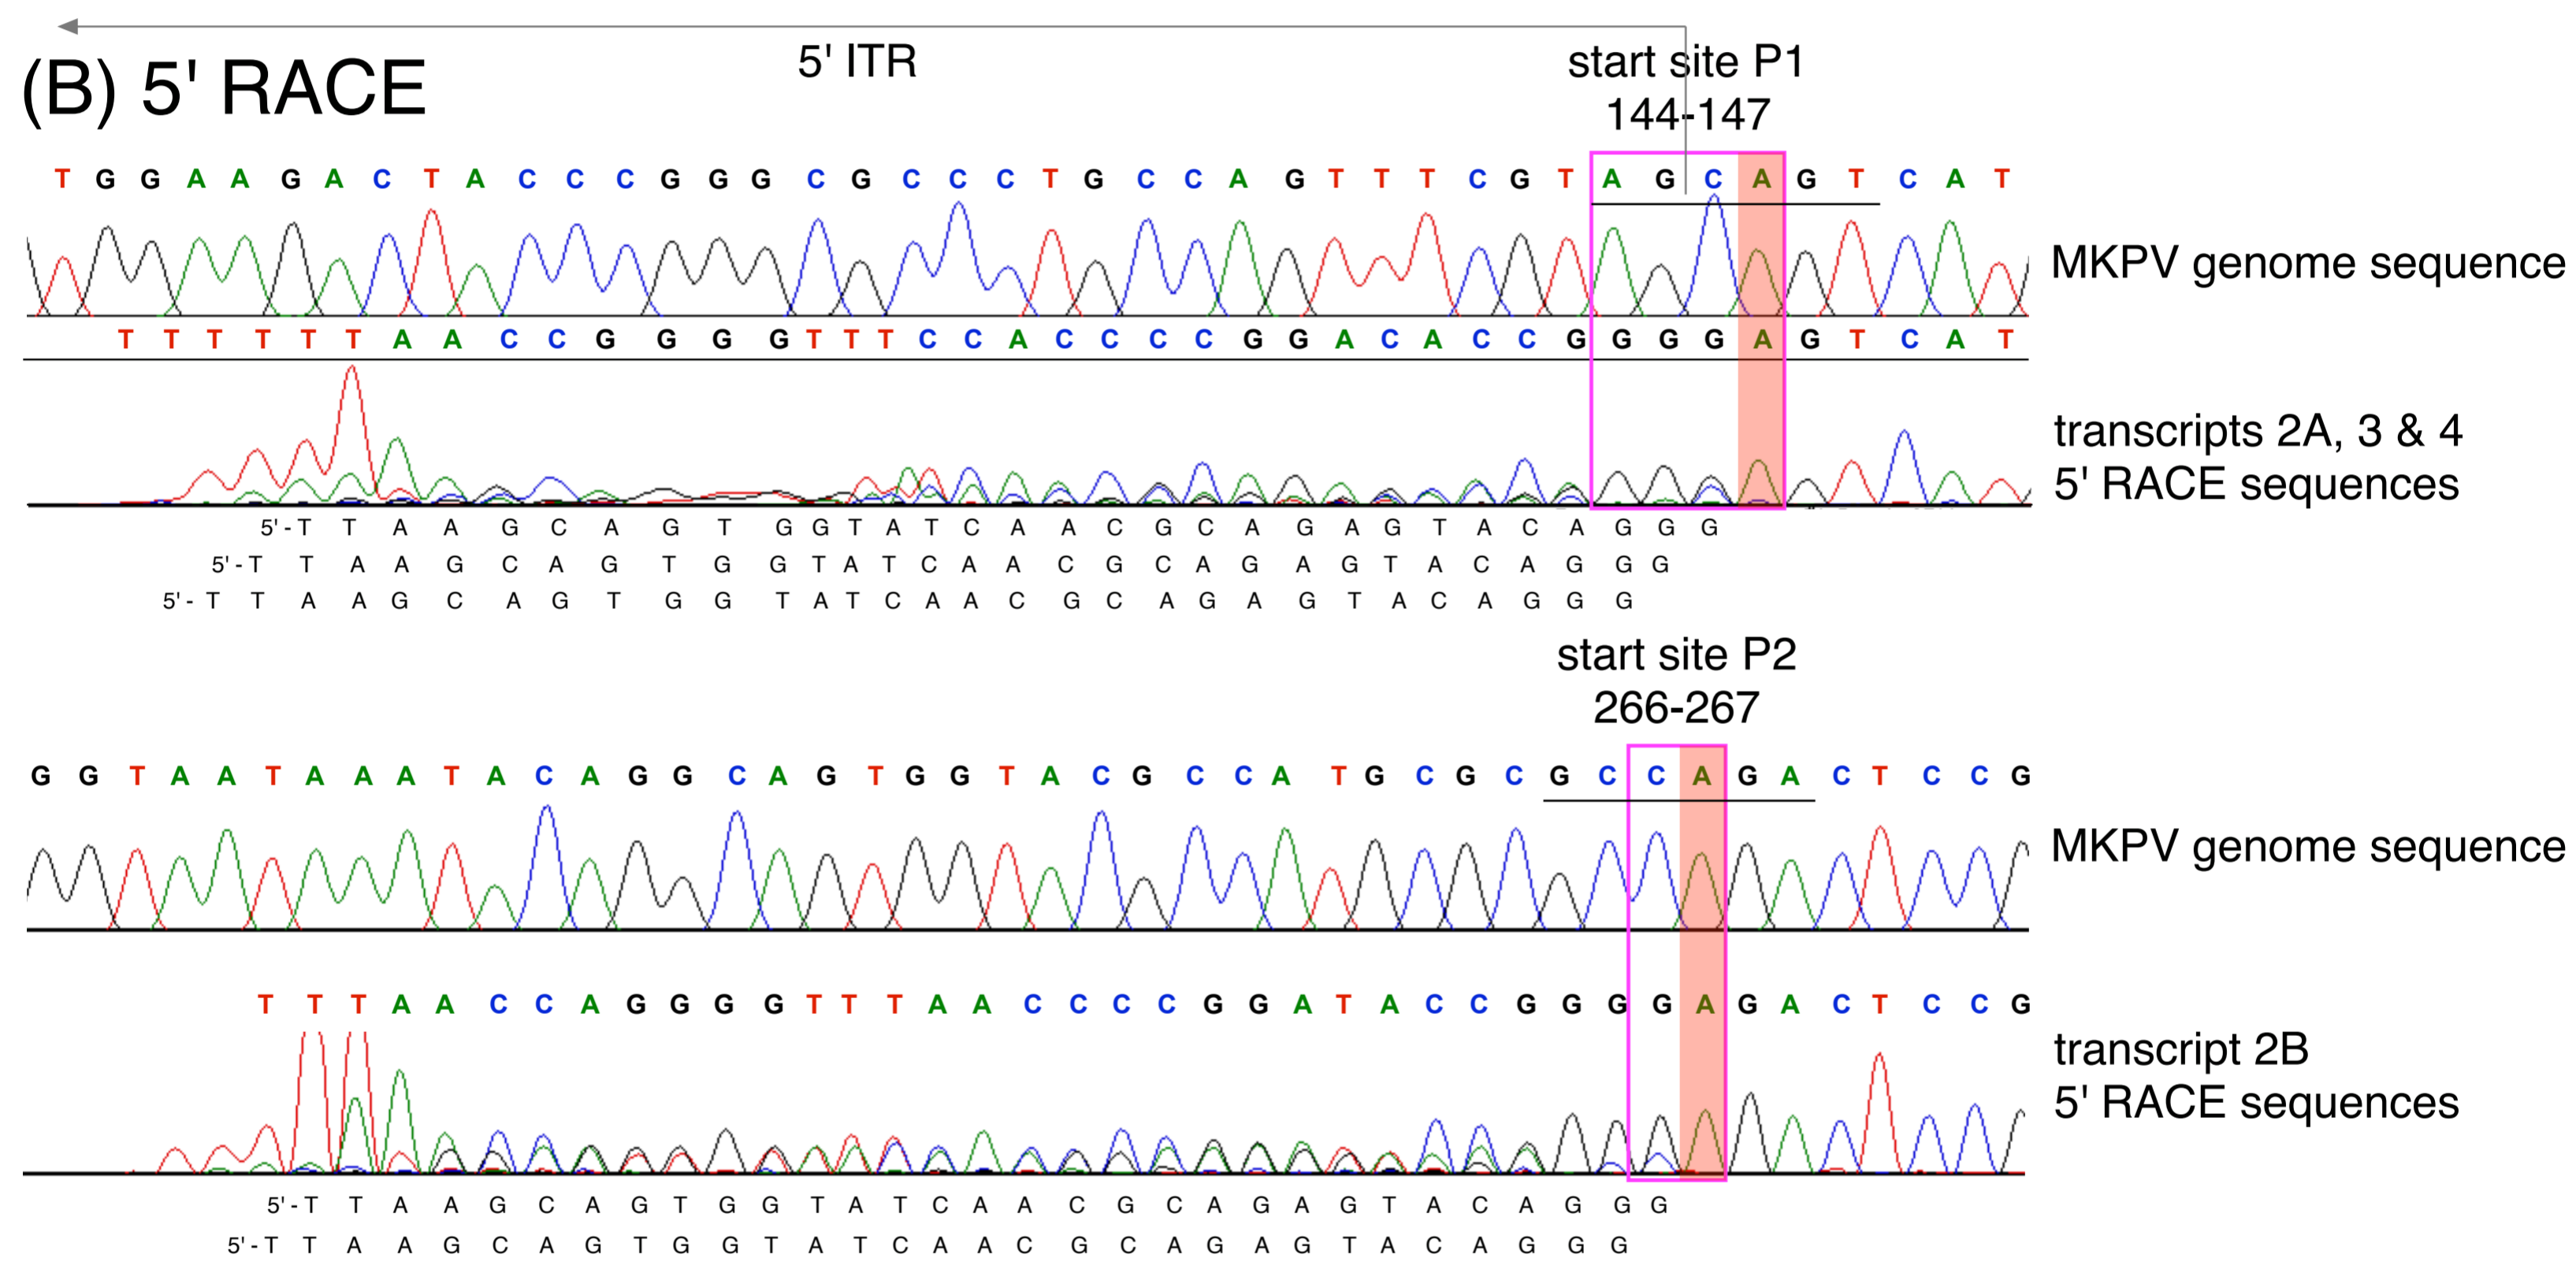 5' ITR
(B) 5' RACE
start site P1
144-147
T G G A A G A C T A C C C G G G C G C C C T G C C A G T T T C G T A G C A G T C A T
MKPV genome sequence
T T T T T T A A C C G G G G T T T C C A C C C C G G A C A C C G G G G A G T C A T
transcripts 2A, 3 & 4
5' RACE sequences
5'-T T A A G C A G T G G T A T C A A C G C A G A G T A C A G G G
5'-T T A A G C A G T G G T A T C A A C G C A G A G T A C A G G G
5'-T T A A G C A G T G G T A T C A A C G C A G A G T A C A G G G
start site P2
266-267
G G T A A T A A A T A C A G G C A G T G G T A C G C C A T G C G C G C C A G A C T C C G
MKPV genome sequence
T T T A A C C A G G G G T T T A A C C C C G G A T A C C G G G G A G A C T C C G
transcript 2B
5' RACE sequences
5'-T T A A G C A G T G G T A T C A A C G C A G A G T A C A G G G
5'-T T A A G C A G T G G T A T C A A C G C A G A G T A C A G G G